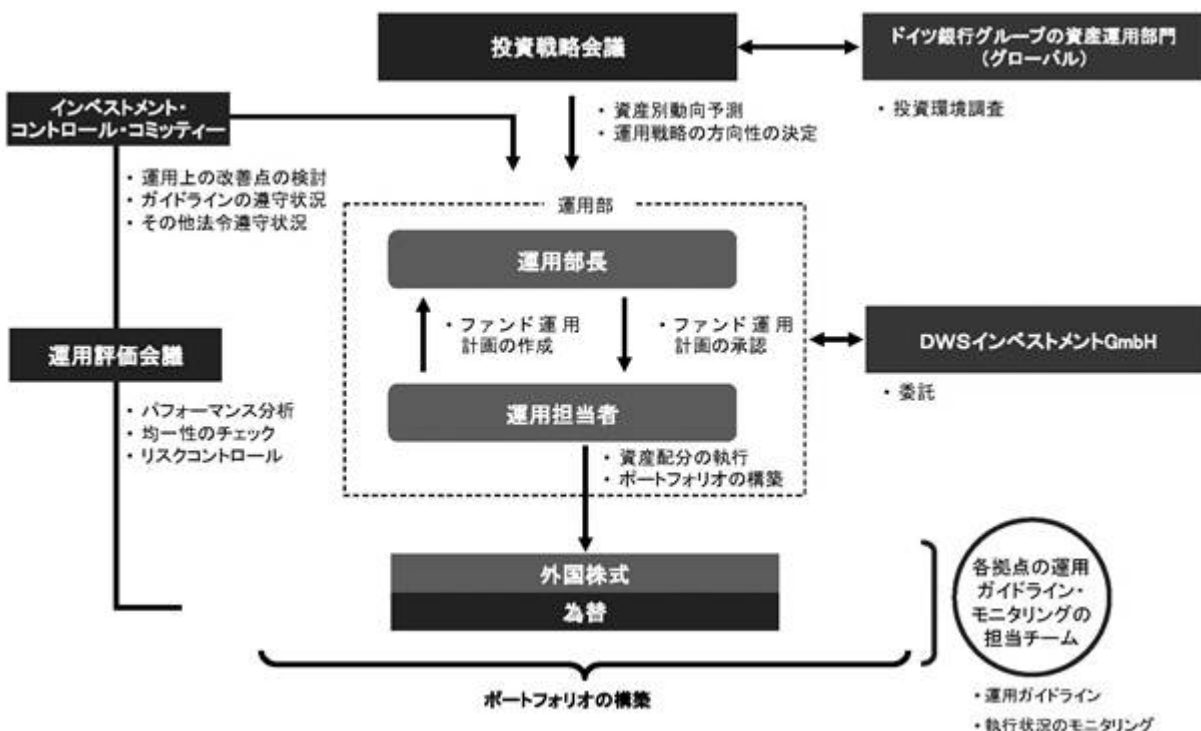 投資戦略会議
ドイツ銀行グループの資産運用部門
(グローバル)
・投資環境調査
・資産別動向予測
・運用戦略の方向性の決定
インベストメント・
コントロール・コミッティー
・運用上の改善点の検討
・ガイドラインの遵守状況
・その他法令遵守状況
運用部
運用部長
・ファンド運用
計画の作成
・ファンド運用
計画の承認
運用評価会議
・パフォーマンス分析
・均一性のチェック
・リスクコントロール
DWSインベストメントGmbH
・委託
運用担当者
・資産配分の執行
・ポートフォリオの構築
外国株式
為替
各拠点の運用
ガイドライン・
モニタリングの
担当チーム
・運用ガイドライン
・執行状況のモニタリング
ポートフォリオの構築